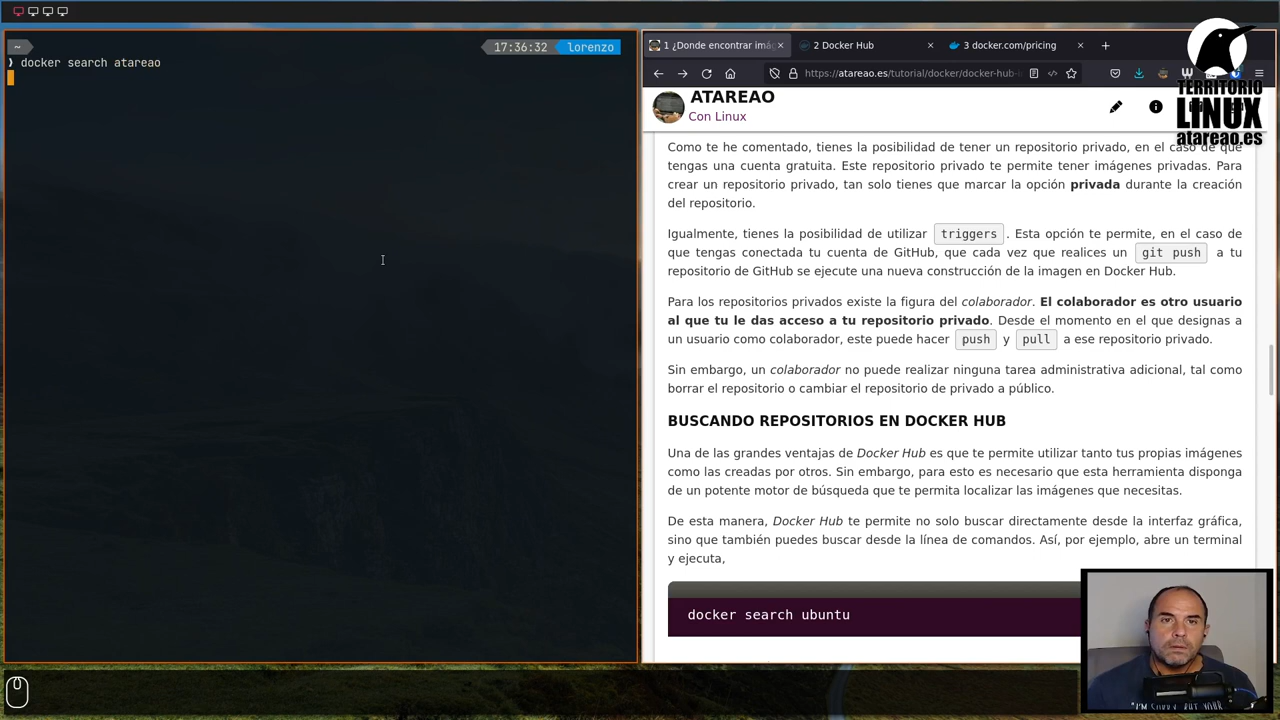 ~
17:36:32
lorenzo
❯ docker search atareao
1 ¿Donde encontrar imág
2 Docker Hub
3 docker.com/pricing
https://atareao.es/tutorial/docker/docker-hub-
ATAREAO
Con Linux
TERRITORIO
LINUX
atareao.es
Como te he comentado, tienes la posibilidad de tener un repositorio privado, en el caso de que
tengas una cuenta gratuita. Este repositorio privado te permite tener imágenes privadas. Para
crear un repositorio privado, tan solo tienes que marcar la opción privada durante la creación
del repositorio.
Igualmente, tienes la posibilidad de utilizar triggers. Esta opción te permite, en el caso de
que tengas conectada tu cuenta de GitHub, que cada vez que realices un git push a tu
repositorio de GitHub se ejecute una nueva construcción de la imagen en Docker Hub.
Para los repositorios privados existe la figura del colaborador. El colaborador es otro usuario
al que tu le das acceso a tu repositorio privado. Desde el momento en el que designas a
un usuario como colaborador, este puede hacer push y pull a ese repositorio privado.
Sin embargo, un colaborador no puede realizar ninguna tarea administrativa adicional, tal como
borrar el repositorio o cambiar el repositorio de privado a público.
BUSCANDO REPOSITORIOS EN DOCKER HUB
Una de las grandes ventajas de Docker Hub es que te permite utilizar tanto tus propias imágenes
como las creadas por otros. Sin embargo, para esto es necesario que esta herramienta disponga
de un potente motor de búsqueda que te permita localizar las imágenes que necesitas.
De esta manera, Docker Hub te permite no solo buscar directamente desde la interfaz gráfica,
sino que también puedes buscar desde la línea de comandos. Así, por ejemplo, abre un terminal
y ejecuta,
docker search ubuntu